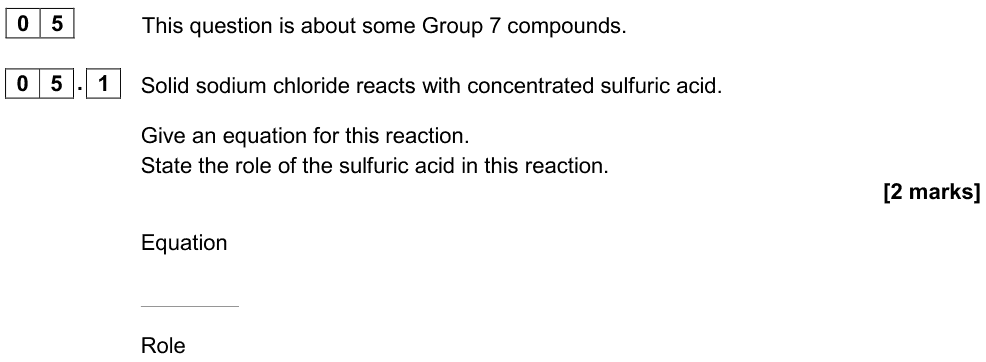 0 5 This question is about some Group 7 compounds.
0 5 . 1 Solid sodium chloride reacts with concentrated sulfuric acid.
Give an equation for this reaction.
State the role of the sulfuric acid in this reaction.
[2 marks]
Equation
Role